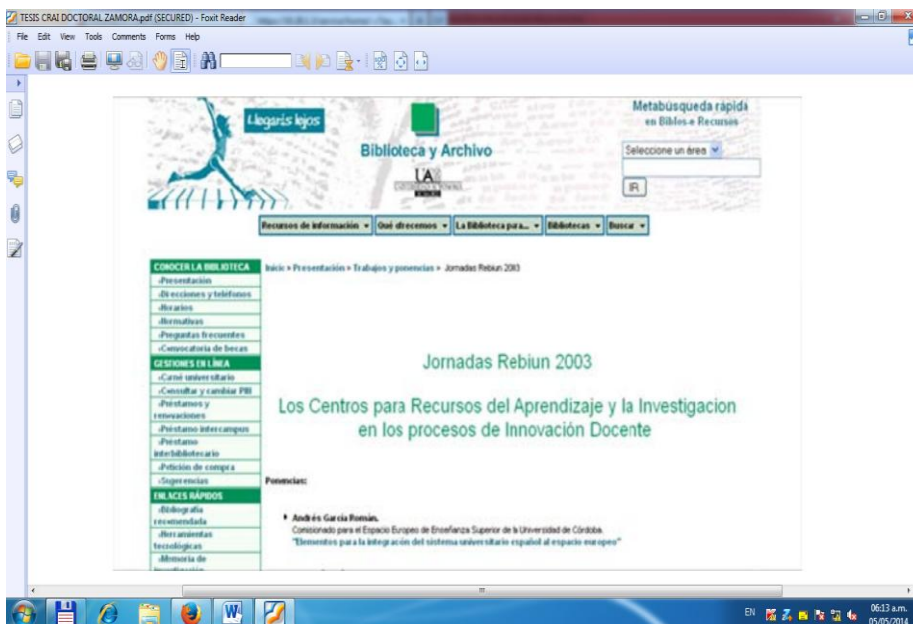 TESIS CRAI DOCTORAL ZAMORA.pdf (SECURED) - Foxit Reader
File Edit View Tools Comments Forms Help
Llegarás lejos
Biblioteca y Archivo
UA
Metabúsqueda rápida
en Bibles-e Recursos
Seleccione un área
IR
Recursos de información
Qué ofrecemos
La Biblioteca para...
Bibliotecas
Buscar
CONOCER LA BIBLIOTECA
Presentación
Direcciones y teléfonos
Horarios
Normativas
Preguntas frecuentes
Convocatoria de becas
GESTIONES EN LÍNEA
Carné universitario
Consultar y cambiar PIN
Préstamos y
renovaciones
Préstamo intercampus
Préstamo
interbibliotecario
Petición de compra
Sugerencias
ENLACES RÁPIDOS
Bibliografía
recomendada
Herramientas
tecnológicas
Memoria de
Inicio » Presentación » Trabajos y ponencias » Jornadas Rebiun 2003
Jornadas Rebiun 2003
Los Centros para Recursos del Aprendizaje y la Investigacion
en los procesos de Innovación Docente
Ponencias:
Andrés García Román.
Comisionado para el Espacio Europeo de Enseñanza Superior de la Universidad de Córdoba.
"Elementos para la integración del sistema universitario español al espacio europeo"
EN
06:13 a.m.
05/05/2014